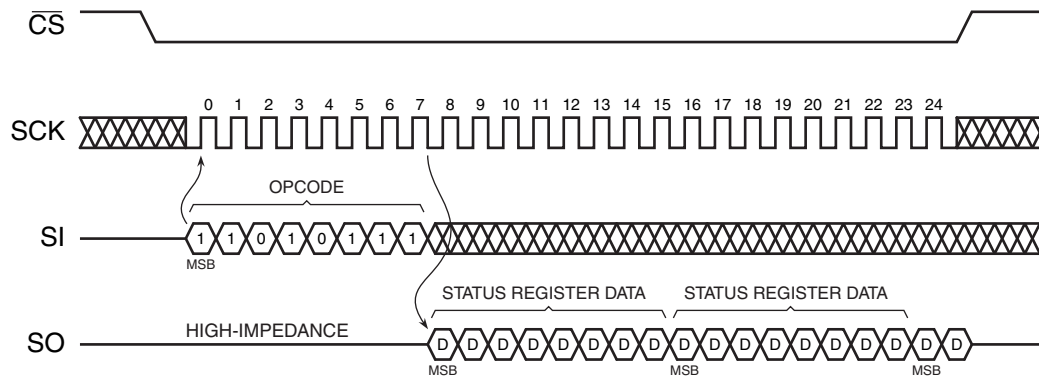 C̅S̅
0 1 2 3 4 5 6 7 8 9 10 11 12 13 14 15 16 17 18 19 20 21 22 23 24
SCK
OPCODE
SI 1 1 0 1 0 1 1 1
MSB
STATUS REGISTER DATA STATUS REGISTER DATA
SO HIGH-IMPEDANCE D D D D D D D D D D D D D D D D D D
MSB MSB MSB